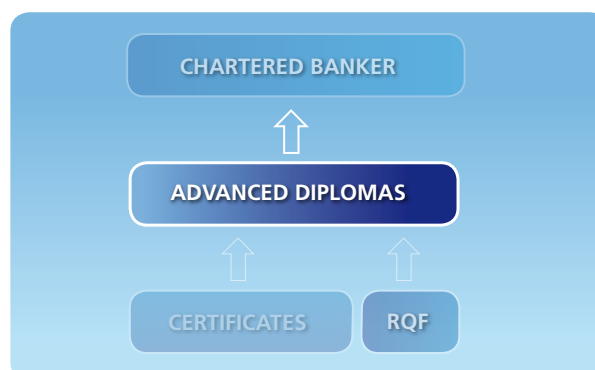 CHARTERED BANKER
ADVANCED DIPLOMAS
CERTIFICATES
RQF